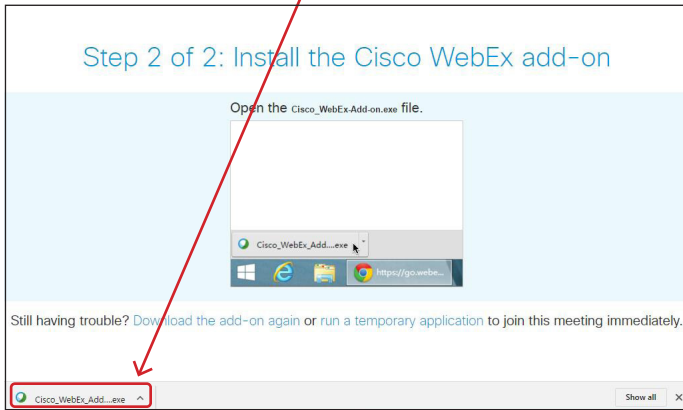 Step 2 of 2: Install the Cisco WebEx add-on
Open the Cisco_WebEx-Add-on.exe file.
Cisco_WebEx_Add....exe
https://go.webe...
Still having trouble? Download the add-on again or run a temporary application to join this meeting immediately.
Cisco_WebEx_Add....exe
Show all